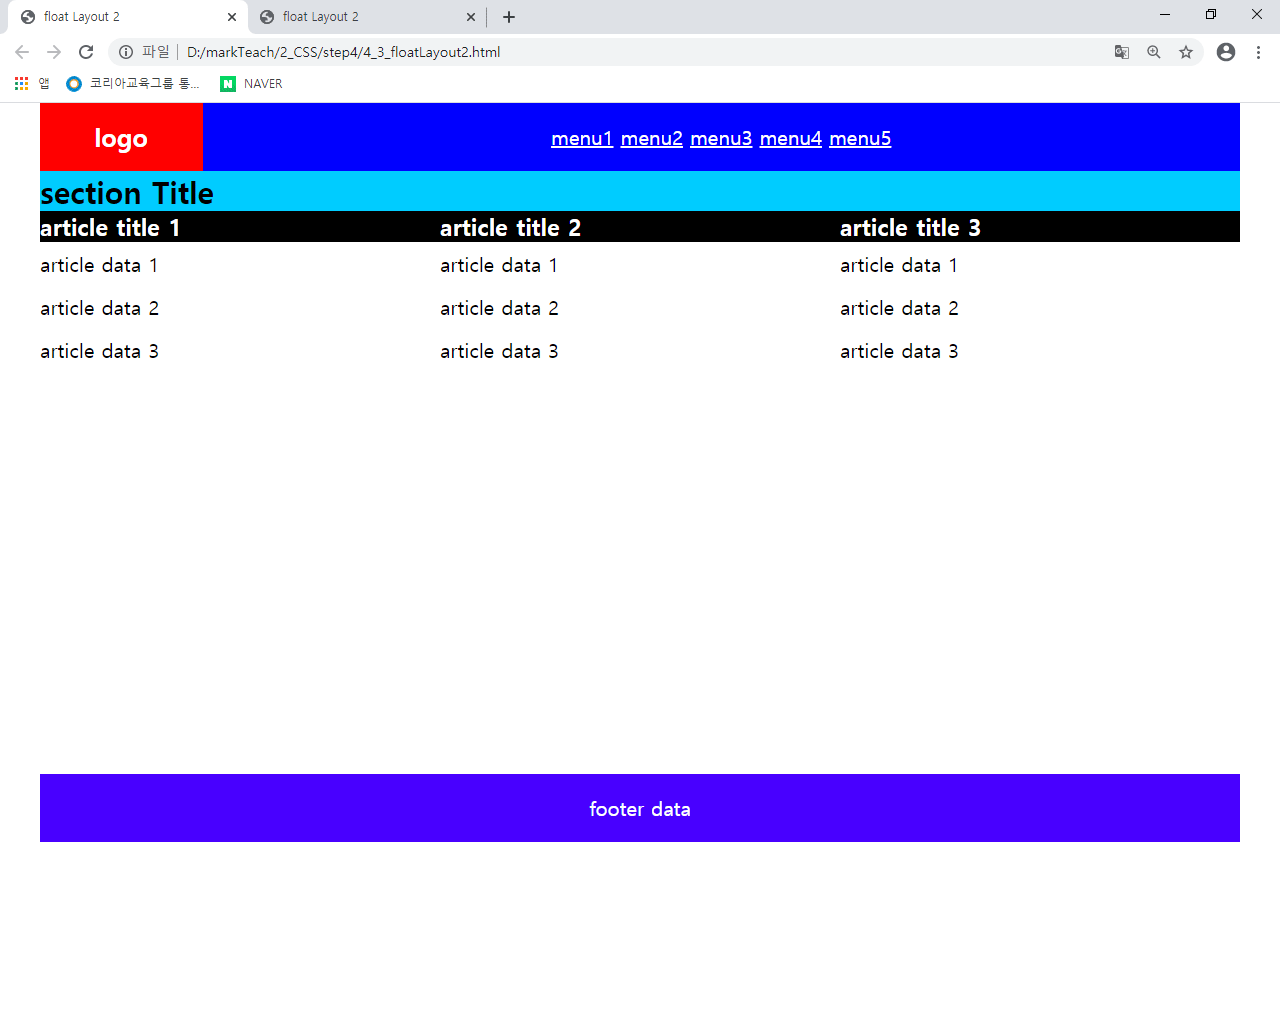 float Layout 2 float Layout 2
파일 D:/markTeach/2_CSS/step4/4_3_floatLayout2.html
앱 코리아교육그룹 통... N NAVER
logo menu1 menu2 menu3 menu4 menu5
section Title
article title 1 article title 2 article title 3
article data 1 article data 1 article data 1
article data 2 article data 2 article data 2
article data 3 article data 3 article data 3
footer data